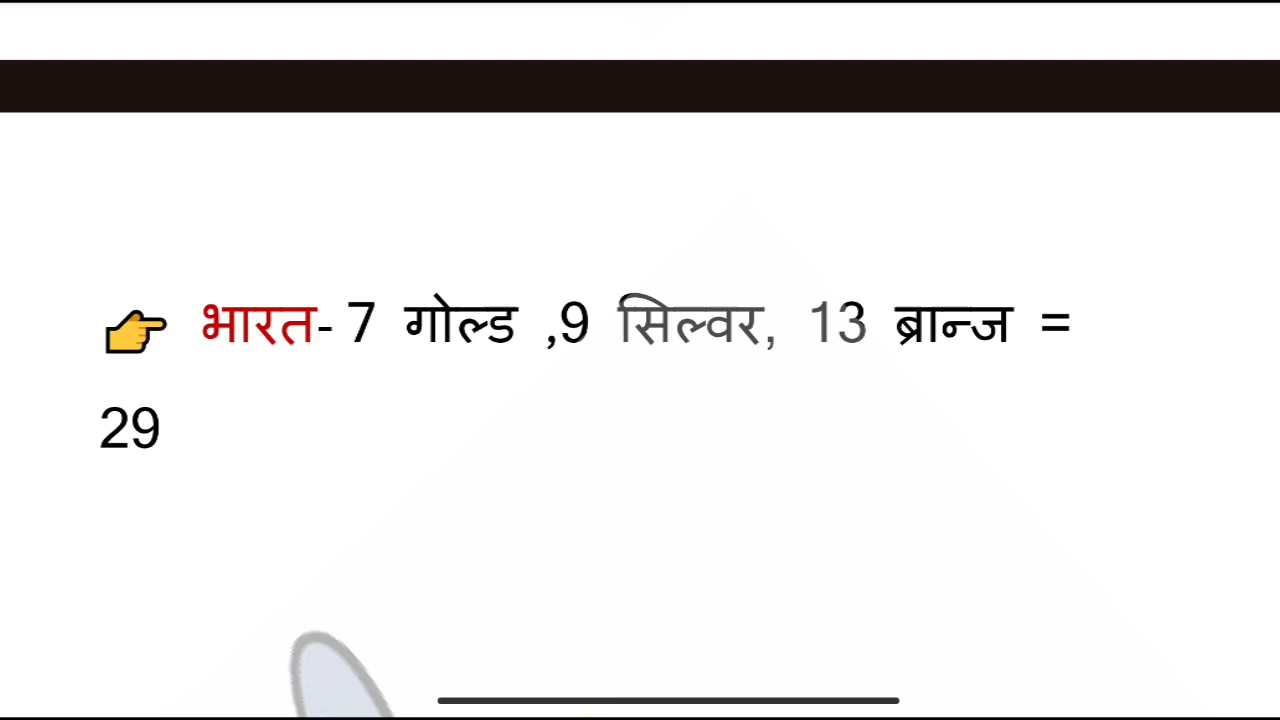 👉 भारत- 7 गोल्ड ,9 सिल्वर, 13 ब्रान्ज =
29